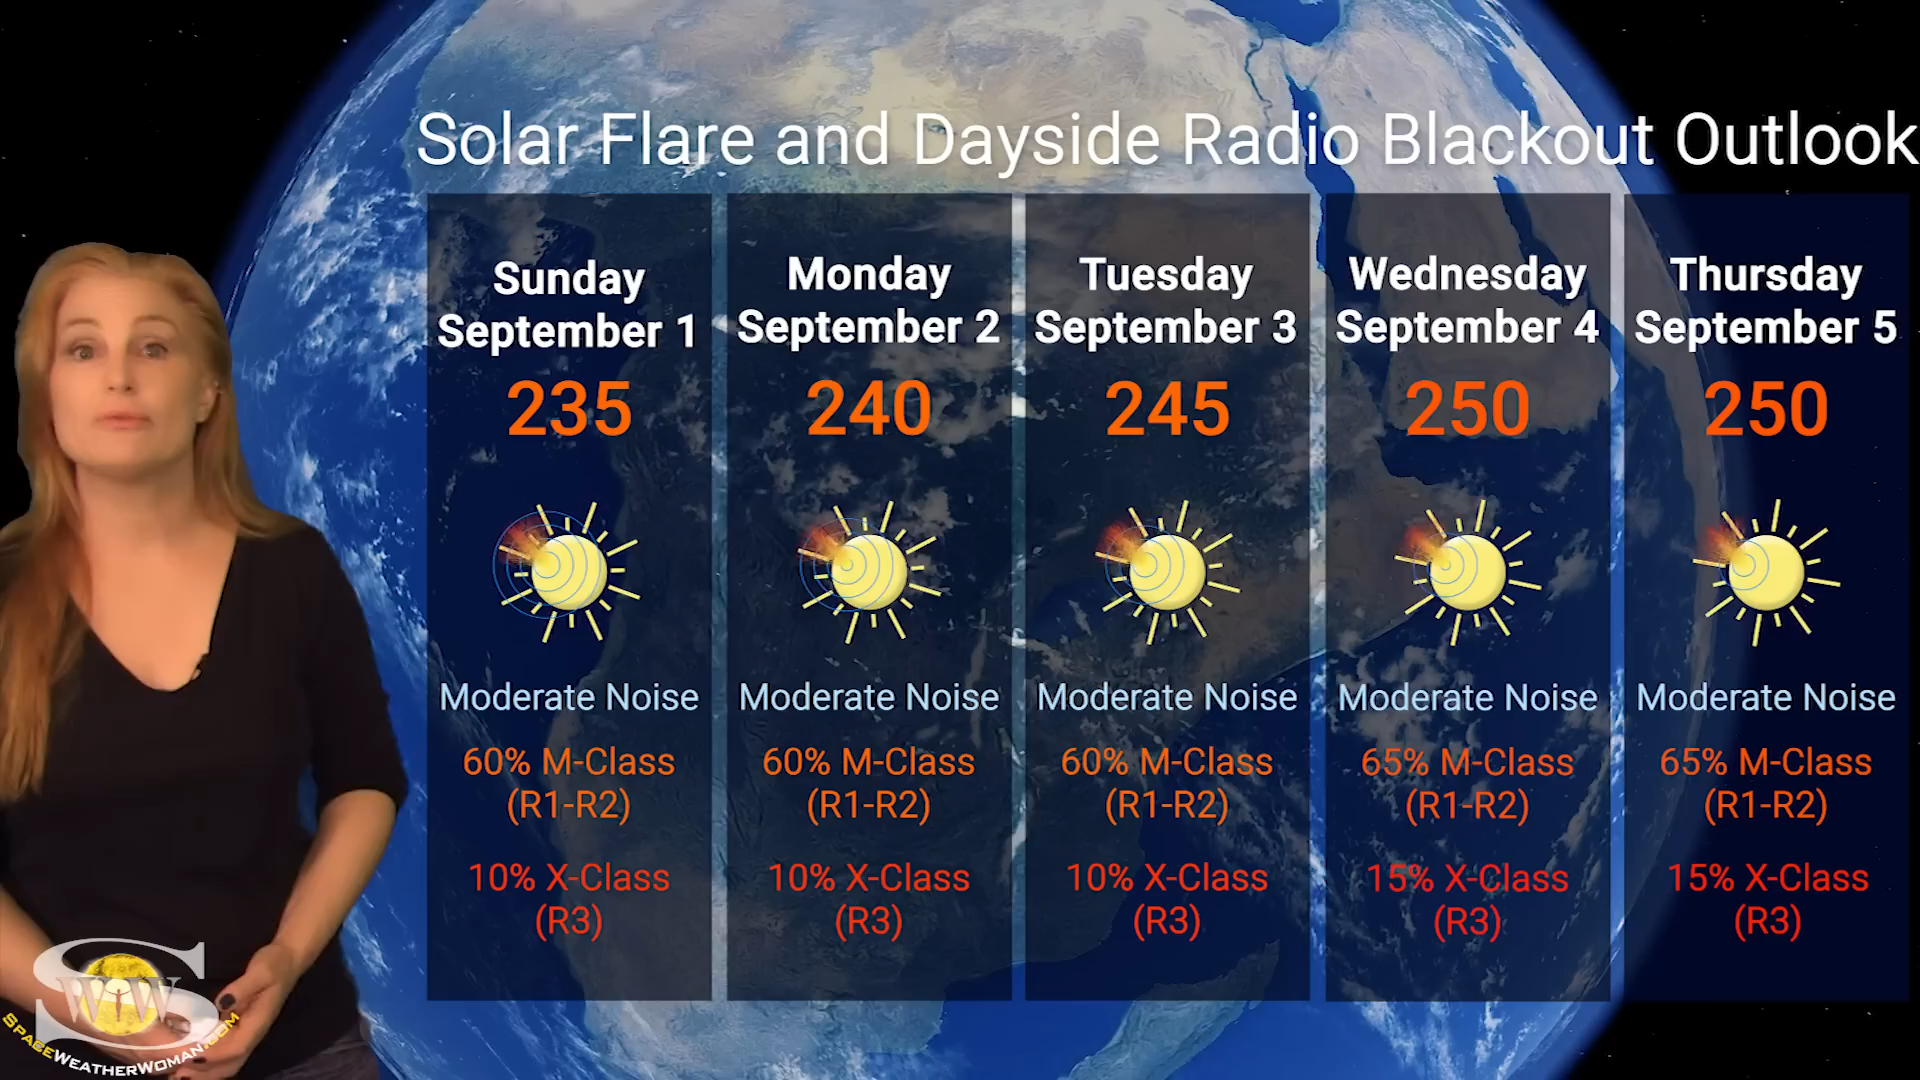 Solar Flare and Dayside Radio Blackout Outlook
Sunday
September 1
235
Moderate Noise
60% M-Class
(R1-R2)
10% X-Class
(R3)
Monday
September 2
240
Moderate Noise
60% M-Class
(R1-R2)
10% X-Class
(R3)
Tuesday
September 3
245
Moderate Noise
60% M-Class
(R1-R2)
10% X-Class
(R3)
Wednesday
September 4
250
Moderate Noise
65% M-Class
(R1-R2)
15% X-Class
(R3)
Thursday
September 5
250
Moderate Noise
65% M-Class
(R1-R2)
15% X-Class
(R3)
S
WW
SPACEWEATHERWOMAN.COM